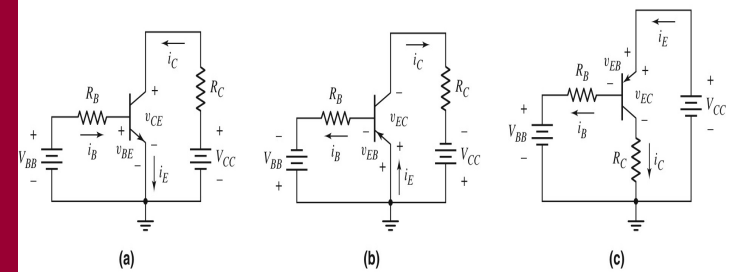 i_C
R_B
R_C
+
v_CE
+
V_BB
−
i_B
+
v_BE
−
−
i_E
+
V_CC
−
(a)
i_C
R_B
R_C
−
v_EC
−
V_BB
+
i_B
−
v_EB
+
+
i_E
−
V_CC
+
(b)
i_E
+
v_EB
−
+
v_EC
−
R_B
i_B
+
V_BB
−
R_C
i_C
+
V_CC
−
(c)